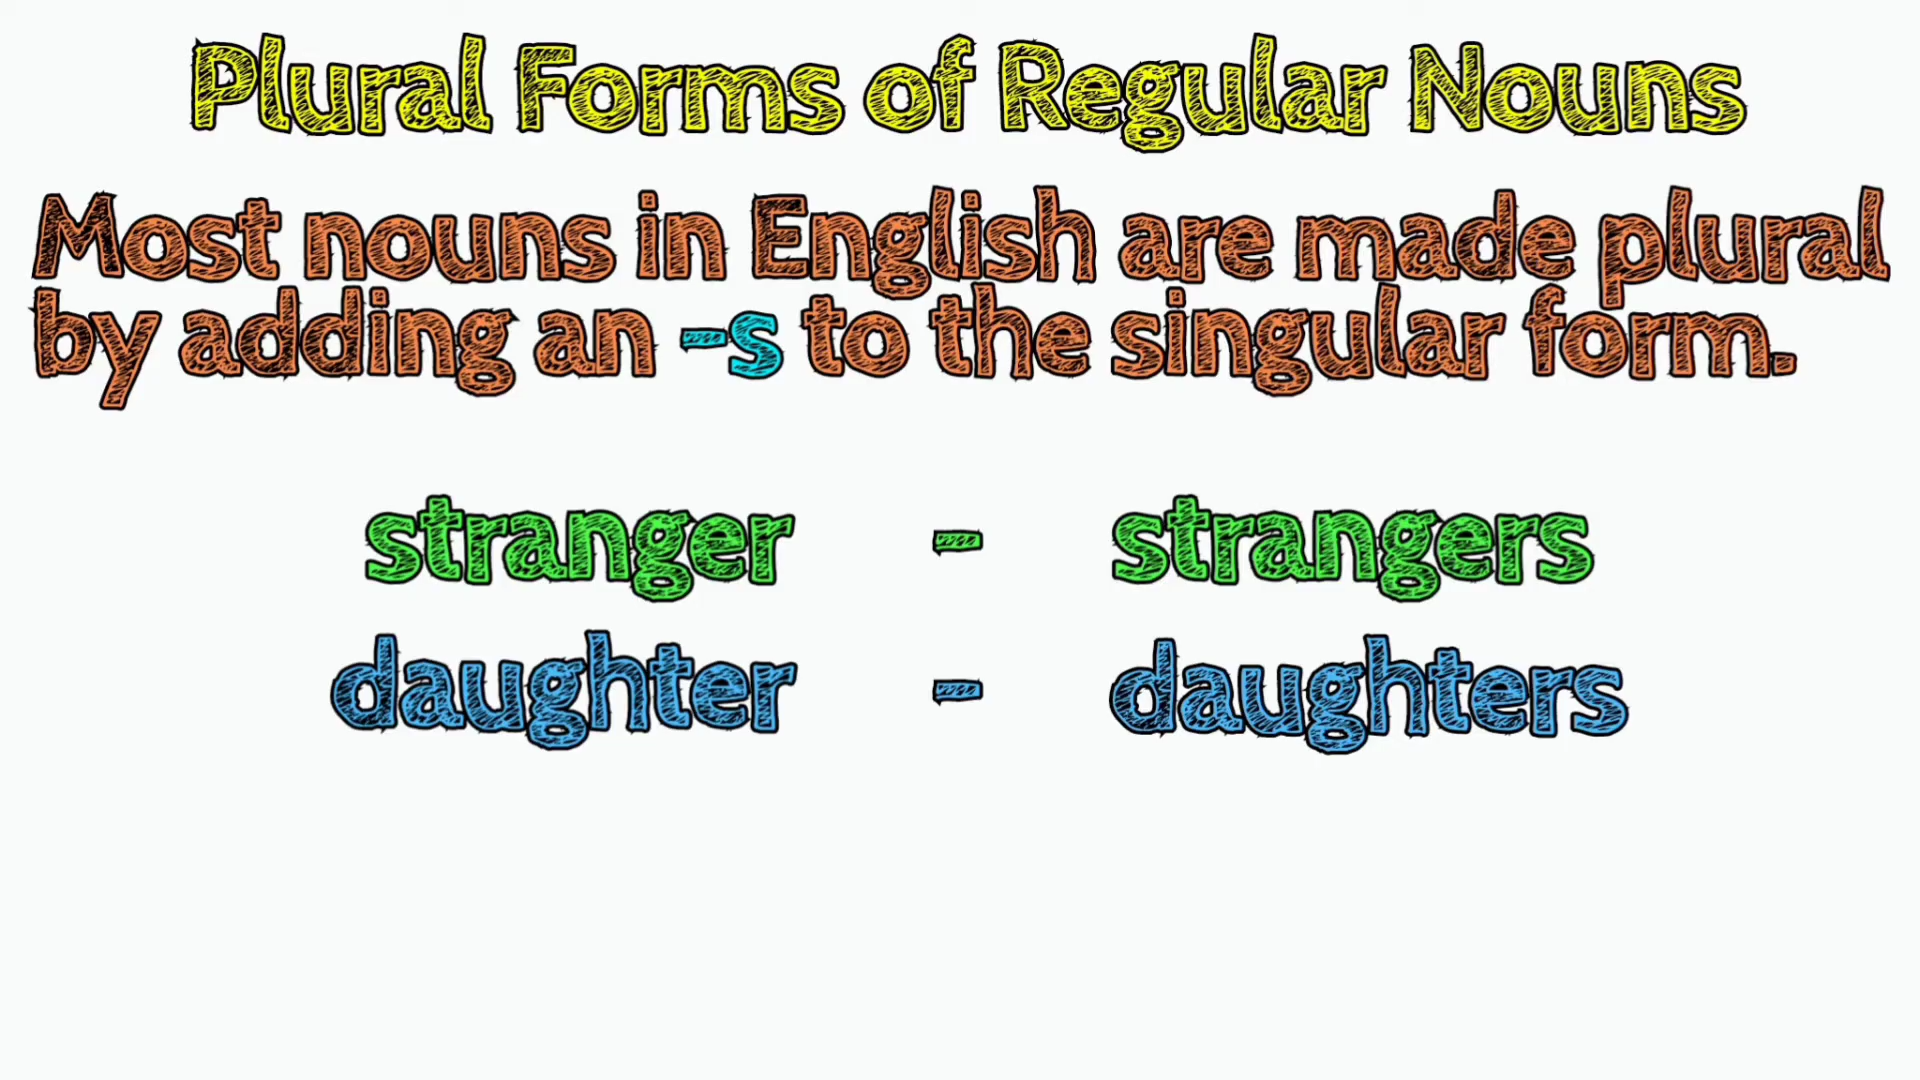 Plural Forms of Regular Nouns
Most nouns in English are made plural
by adding an -s to the singular form.
stranger - strangers
daughter - daughters